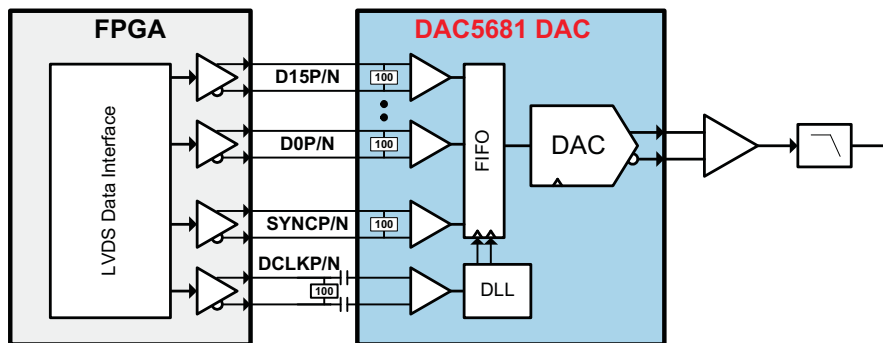 FPGA
DAC5681 DAC
LVDS Data Interface
D15P/N
100
D0P/N
100
SYNCP/N
100
DCLKP/N
100
FIFO
DLL
DAC